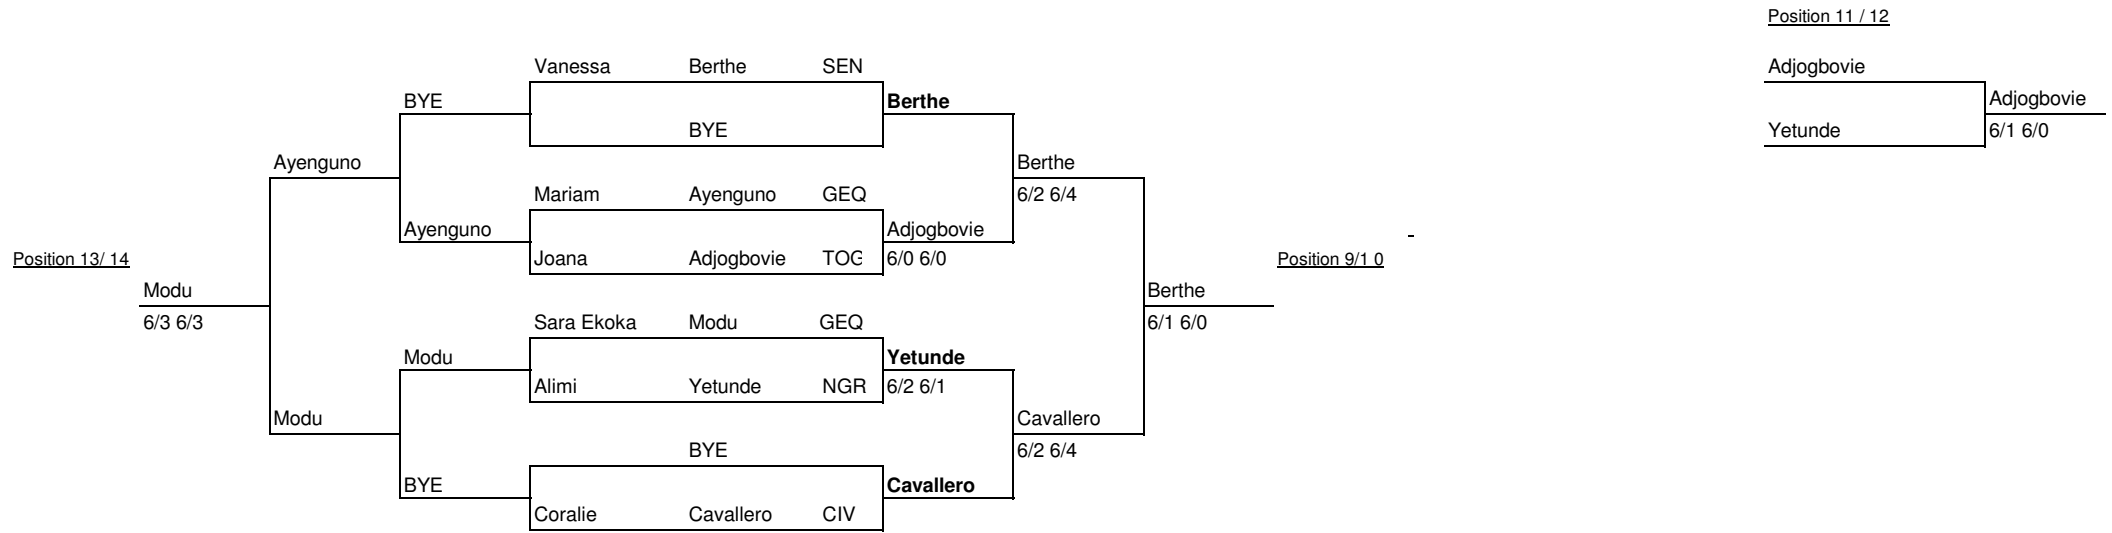 Position 11 / 12
Vanessa Berthe SEN
Adjogbovie
BYE
Berthe
Adjogbovie
BYE
Yetunde
6/1 6/0
Ayenguno
Berthe
Mariam Ayenguno GEQ
6/2 6/4
Ayenguno
Adjogbovie
Position 13/ 14
Joana Adjogbovie TOG
6/0 6/0
Position 9/1 0
Modu
Berthe
6/3 6/3
Sara Ekoka Modu GEQ
6/1 6/0
Modu
Yetunde
Alimi Yetunde NGR
6/2 6/1
Modu
Cavallero
BYE
6/2 6/4
BYE
Cavallero
Coralie Cavallero CIV